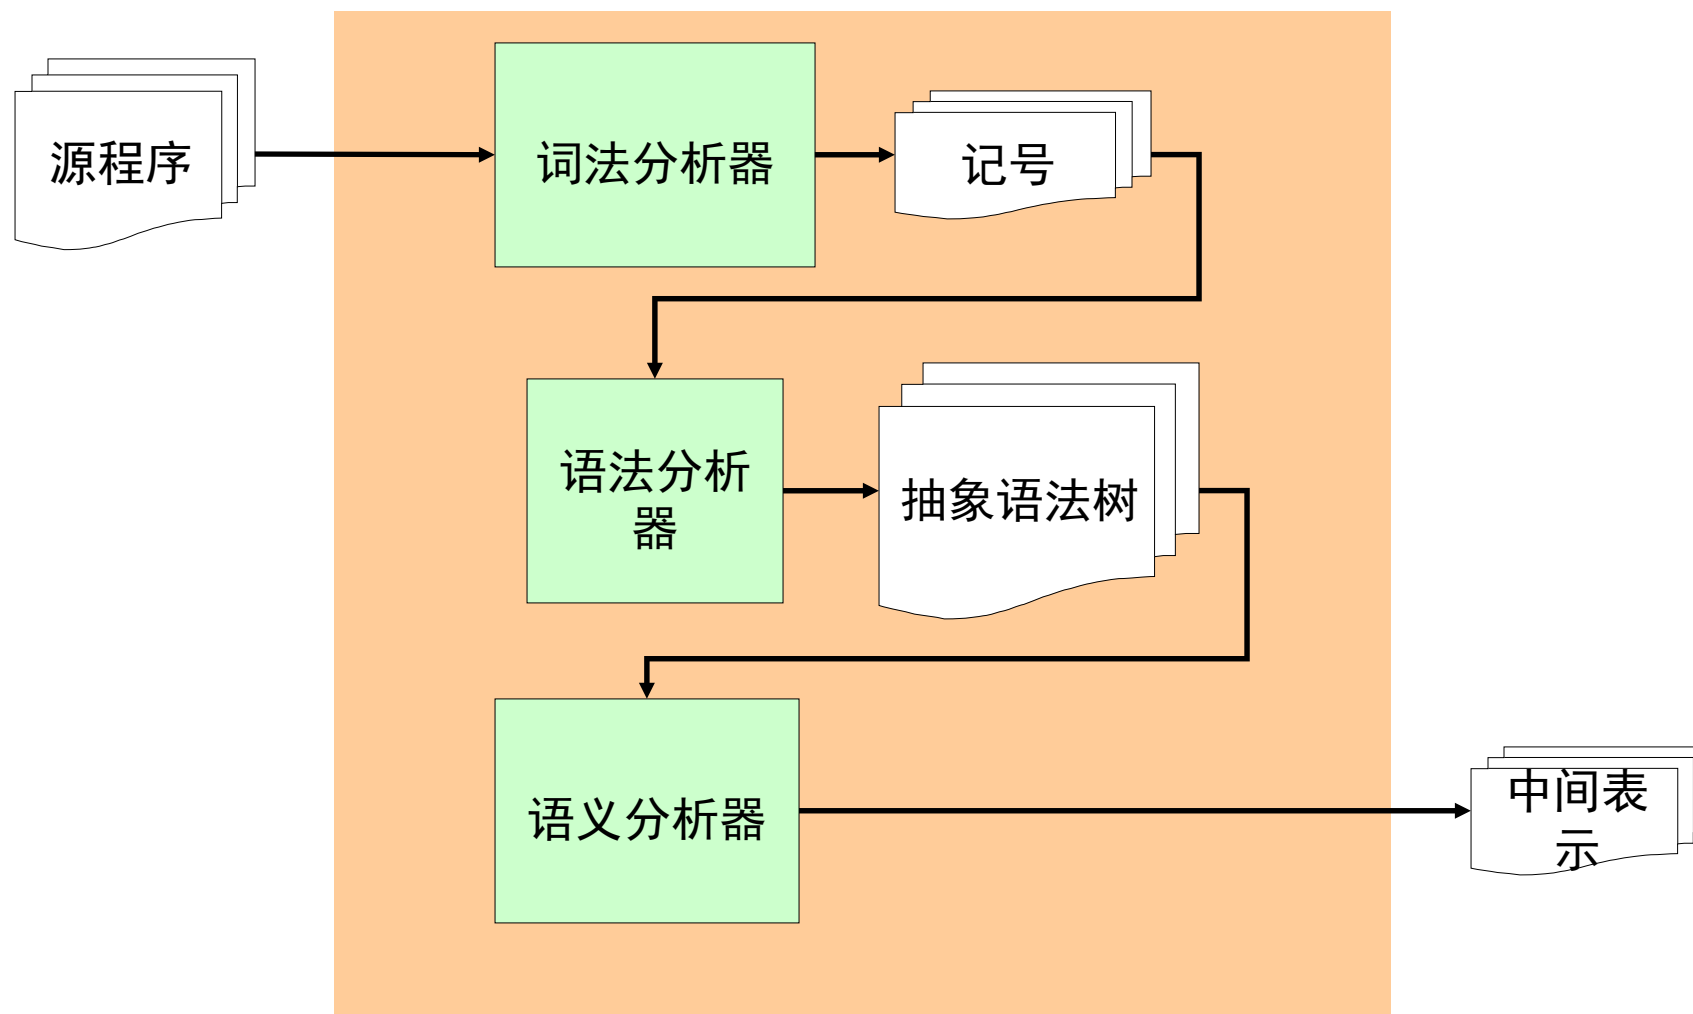 源程序
词法分析器
记号
语法分析
器
抽象语法树
语义分析器
中间表
示